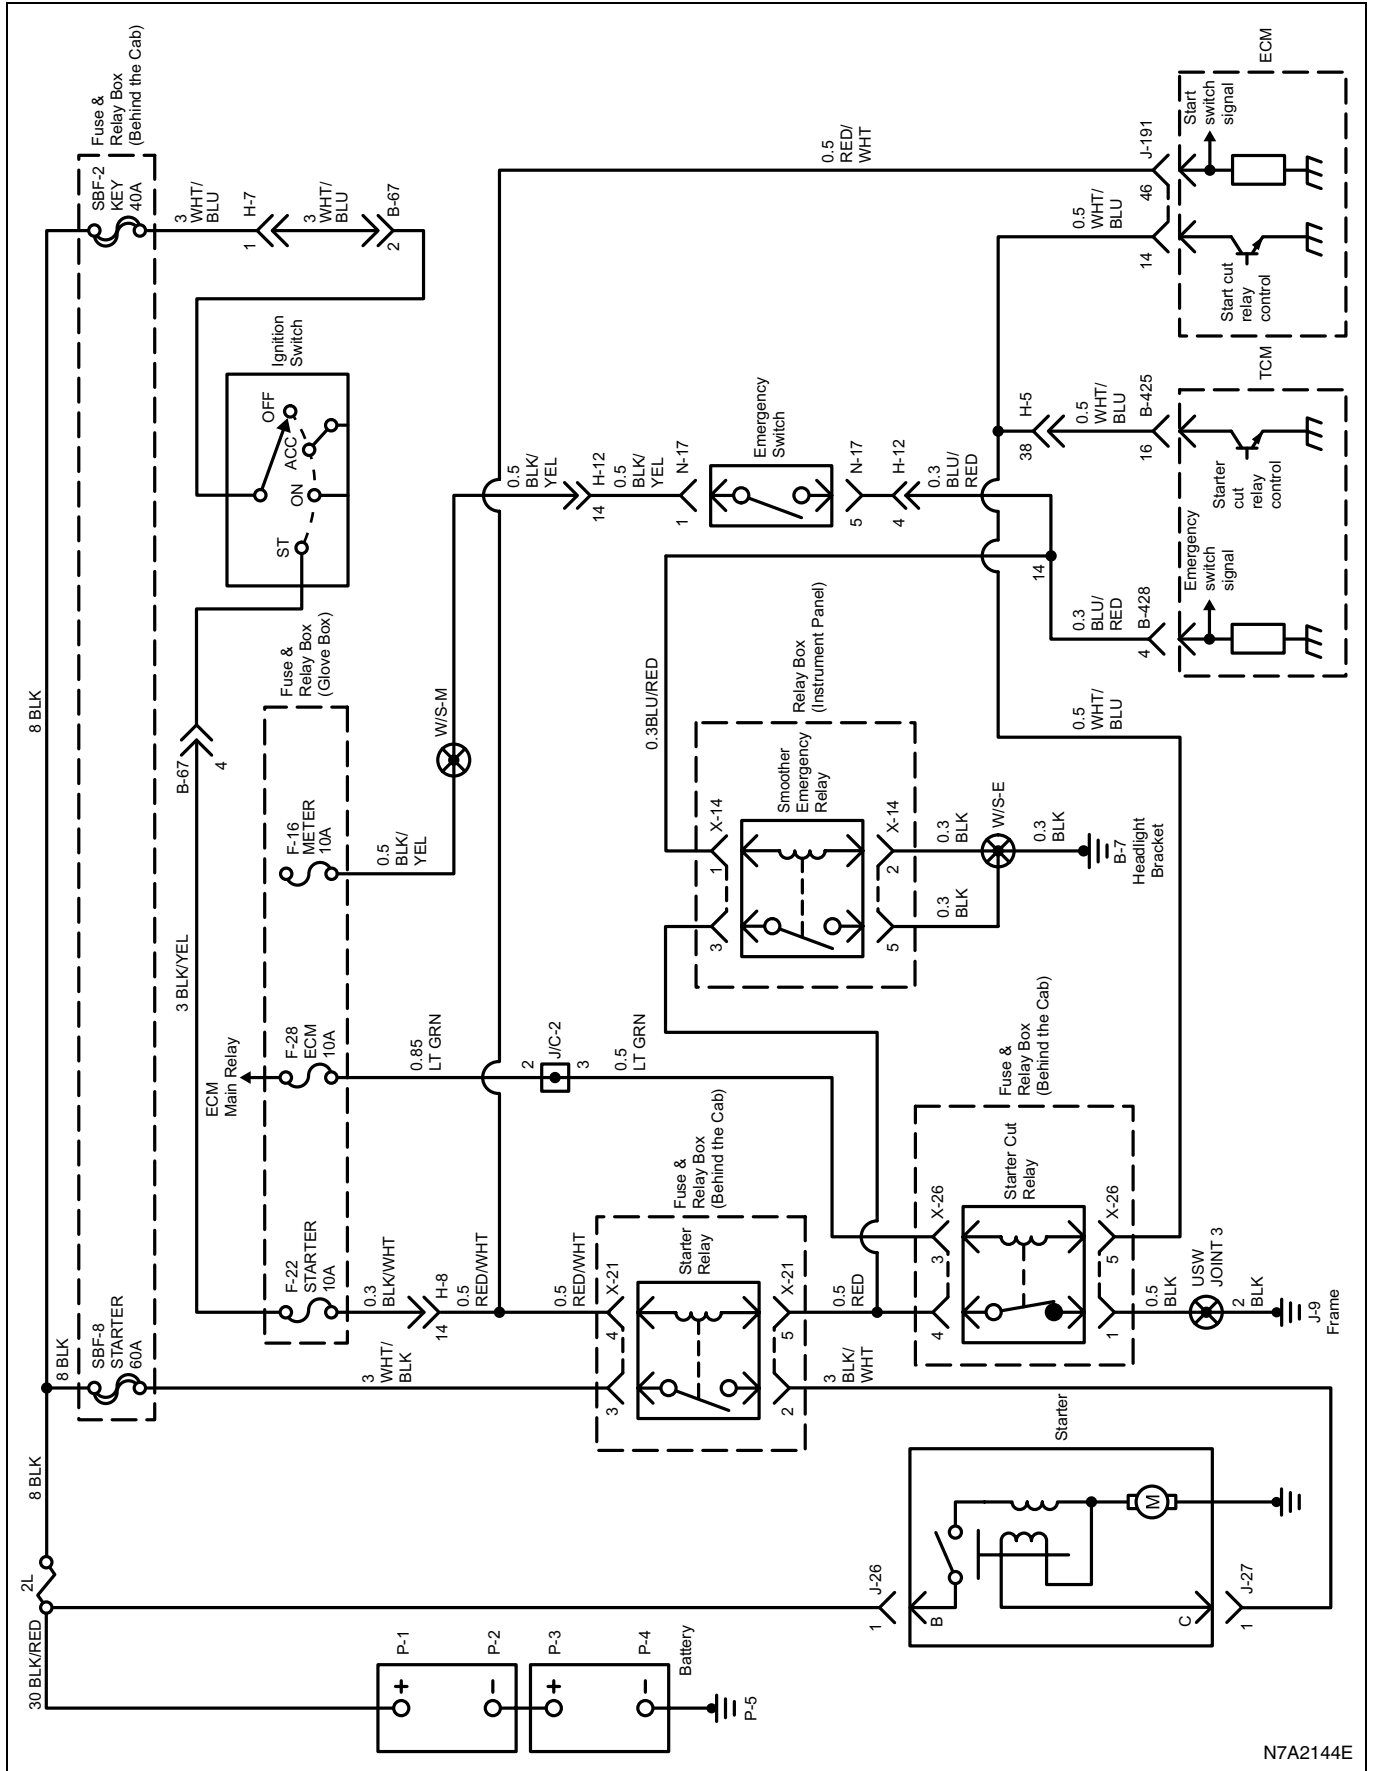 30 BLK/RED
2L
8 BLK
8 BLK
8 BLK
SBF-8
STARTER
60A
SBF-2
KEY
40A
Fuse &
Relay Box
(Behind the Cab)
3
WHT/
BLU
1
H-7
3
WHT/
BLU
2
B-67
Ignition
Switch
ST
ON
ACC
OFF
B-67
4
3 BLK/YEL
Fuse &
Relay Box
(Glove Box)
F-22
STARTER
10A
F-28
ECM
10A
F-16
METER
10A
ECM
Main Relay
0.3
BLK/WHT
14
H-8
0.5
RED/WHT
0.5
RED/WHT
3
WHT/
BLK
0.85
LT GRN
2
J/C-2
3
0.5
LT GRN
0.5
BLK/
YEL
W/S-M
0.5
BLK/
YEL
14
H-12
0.5
BLK/
YEL
1
N-17
Emergency
Switch
5
N-17
4
H-12
0.3
BLU/
RED
14
0.3BLU/RED
0.3
BLU/
RED
4
B-428
Emergency
switch
signal
Starter
cut
relay
control
TCM
16
B-425
0.5
WHT/
BLU
38
H-5
0.5
WHT/
BLU
14
46
J-191
0.5
RED/
WHT
Start cut
relay
control
Start
switch
signal
ECM
0.5
WHT/
BLU
Relay Box
(Instrument Panel)
Smoother
Emergency
Relay
3
1
X-14
5
2
X-14
0.3
BLK
0.3
BLK
W/S-E
0.3
BLK
B-7
Headlight
Bracket
Fuse &
Relay Box
(Behind the Cab)
Starter
Relay
3
4
X-21
2
5
X-21
0.5
RED
3
BLK/
WHT
Fuse &
Relay Box
(Behind the Cab)
Starter Cut
Relay
4
3
X-26
1
5
X-26
0.5
BLK
USW
JOINT 3
2
BLK
J-9
Frame
Starter
1
J-26
B
M
C
1
J-27
P-1
P-2
P-3
P-4
+
−
+
−
Battery
P-5
N7A2144E